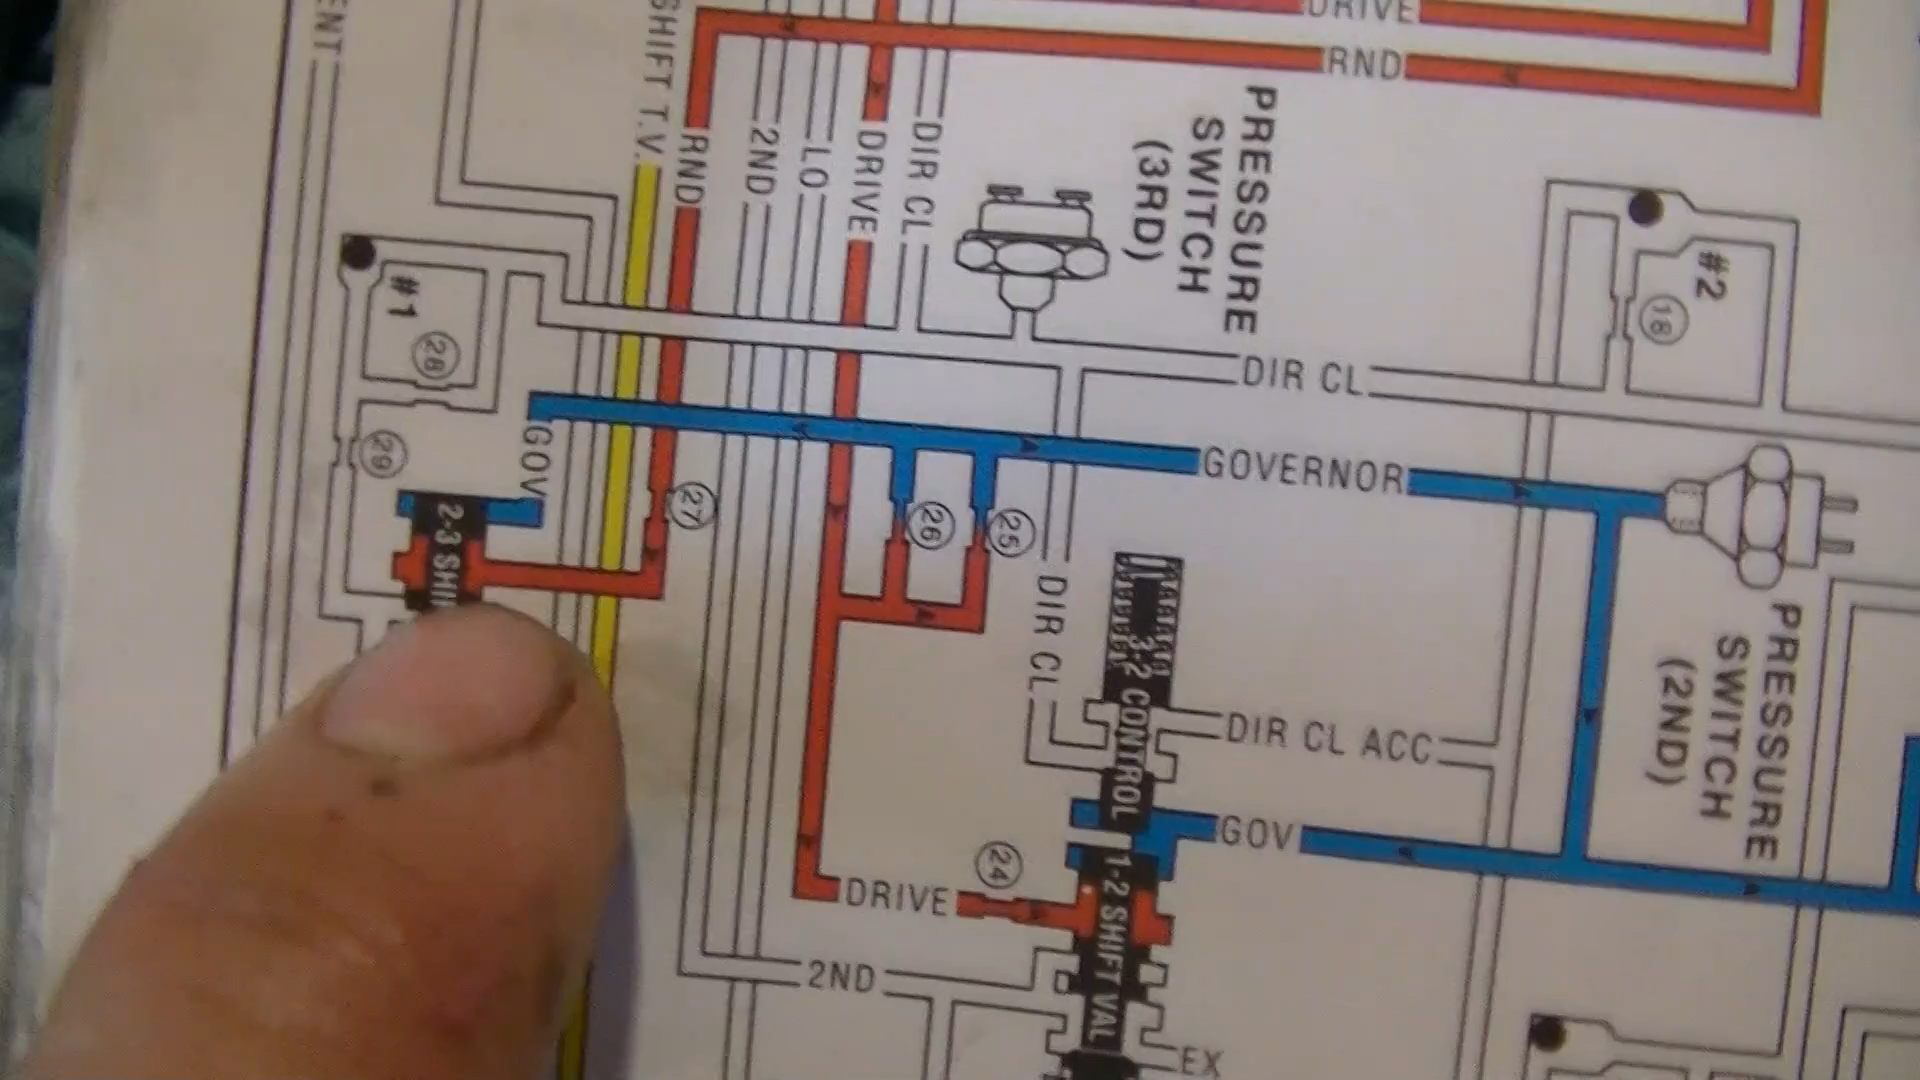 DRIVE
RND
ENT
SHIFT T.V.
RND
2ND
LO
DRIVE
DIR CL
PRESSURE
SWITCH
(3RD)
#1
28
29
#2
18
DIR CL
GOV
GOVERNOR
27
26
25
2-3 SHI
DIR CL
3-2 CONTROL
DIR CL ACC
PRESSURE
SWITCH
(2ND)
GOV
24
DRIVE
1-2 SHIFT VAL
2ND
EX